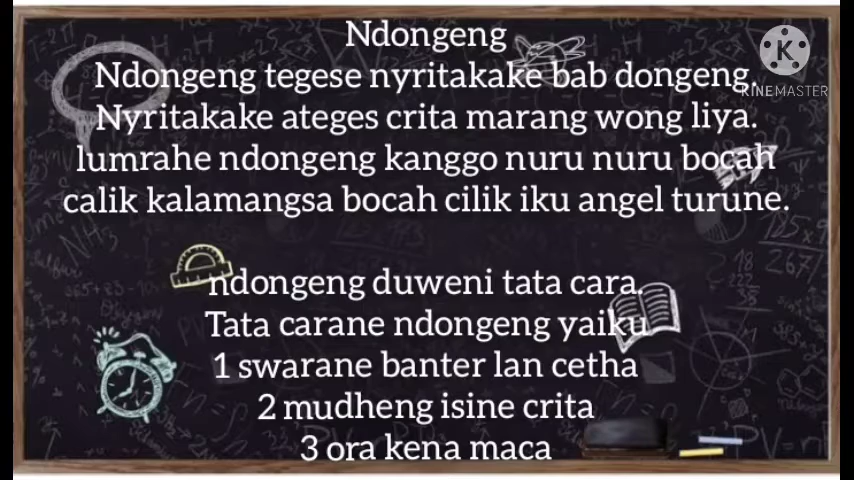 Ndongeng
Ndongeng tegese nyritakake bab dongeng.
Nyritakake ateges crita marang wong liya.
lumrahe ndongeng kanggo nuru nuru bocah
calik kalamangsa bocah cilik iku angel turune.
ndongeng duweni tata cara.
Tata carane ndongeng yaiku
1 swarane banter lan cetha
2 mudheng isine crita
3 ora kena maca
K
KINEMASTER